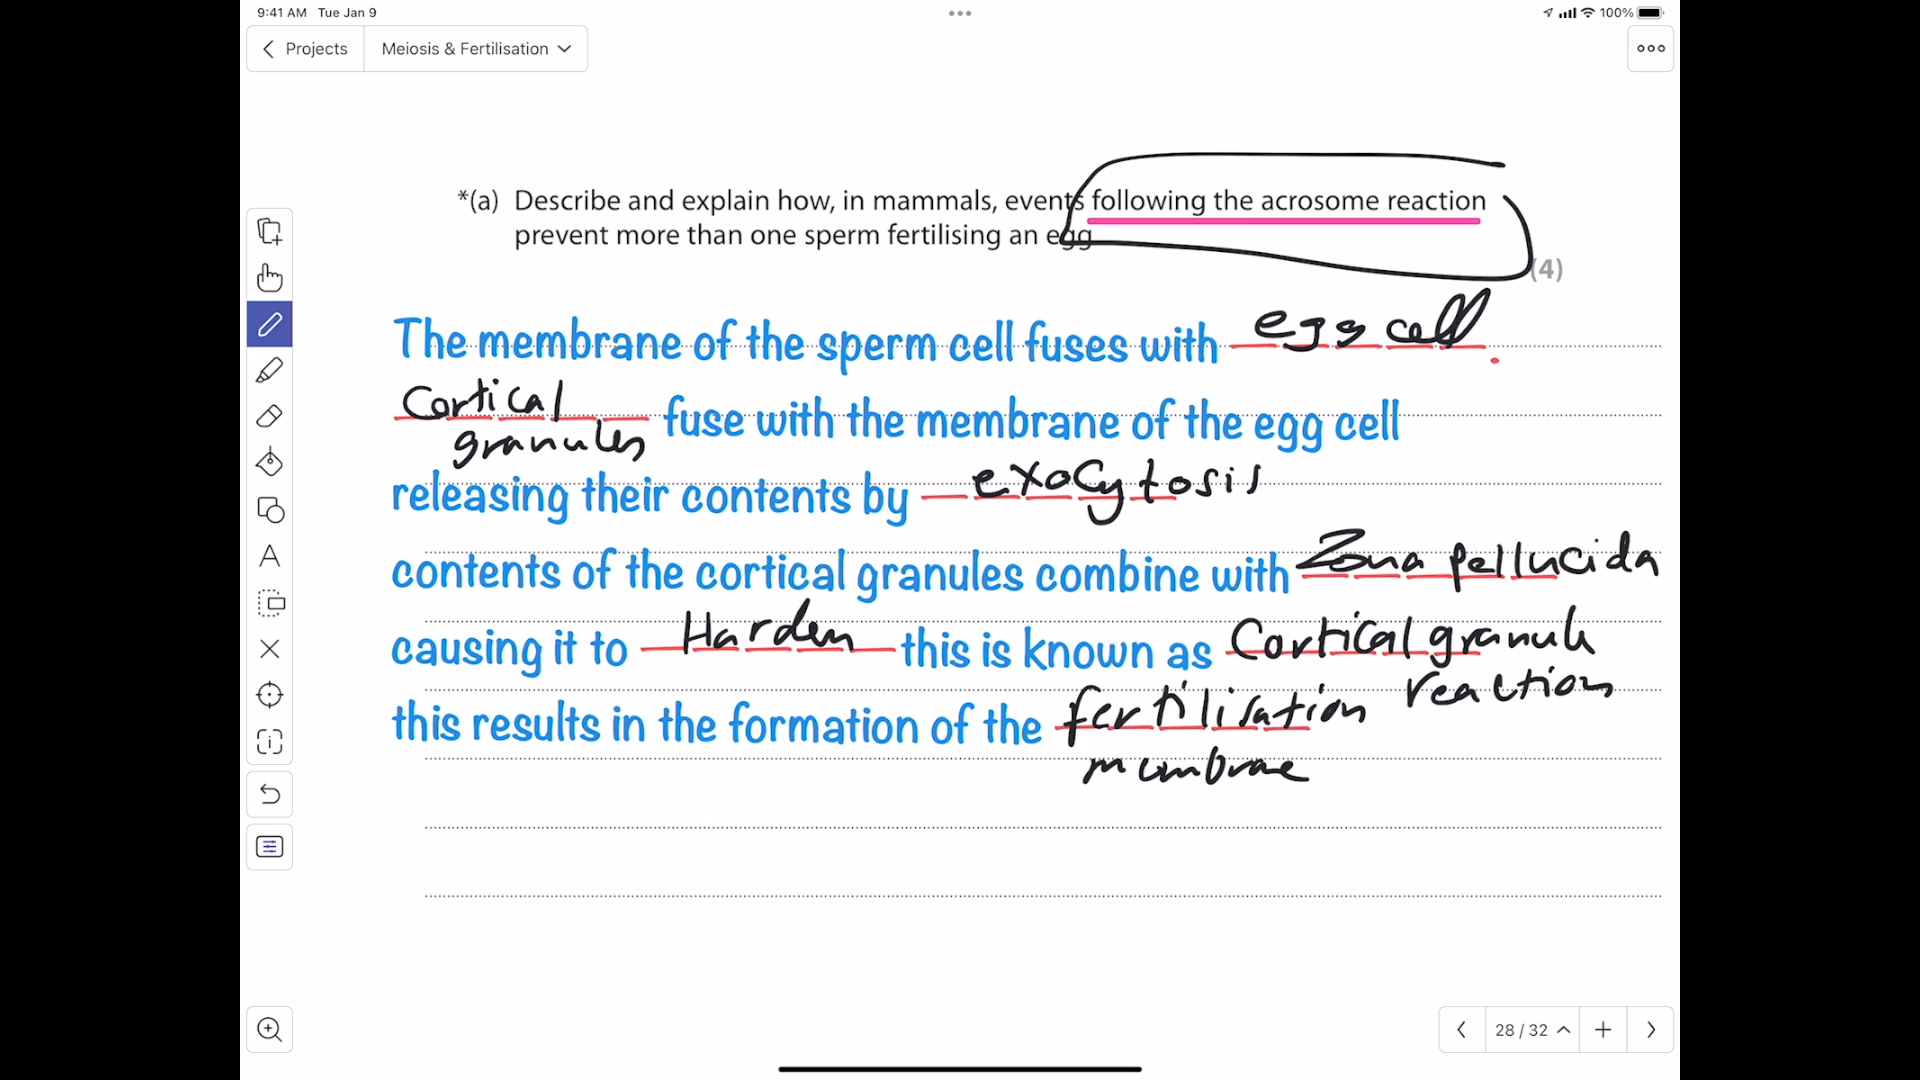 9:41 AM Tue Jan 9
100%
Projects
Meiosis & Fertilisation
*(a) Describe and explain how, in mammals, events following the acrosome reaction
prevent more than one sperm fertilising an egg
(4)
The membrane of the sperm cell fuses with egg cell.
Cortical granules fuse with the membrane of the egg cell
releasing their contents by exocytosis
contents of the cortical granules combine with Zona pellucida
causing it to Harden this is known as Cortical granule reaction
this results in the formation of the fertilisation membrane
28 / 32